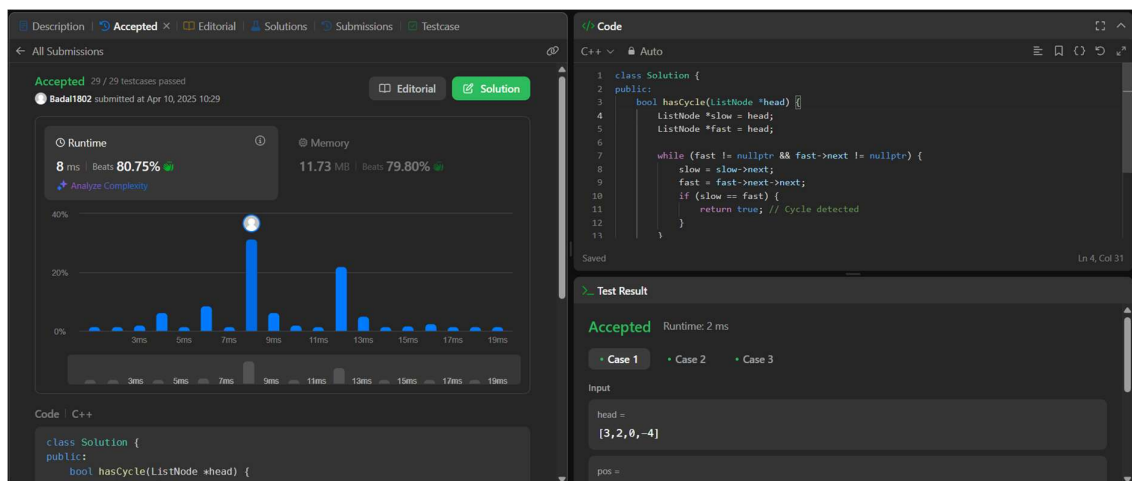 Description | Accepted × | Editorial | Solutions | Submissions | Testcase
← All Submissions
Accepted 29 / 29 testcases passed
Badal1802 submitted at Apr 10, 2025 10:29
Editorial
Solution
Runtime
8 ms | Beats 80.75%
Analyze Complexity
Memory
11.73 MB | Beats 79.80%
40%
20%
0%
3ms 5ms 7ms 9ms 11ms 13ms 15ms 17ms 19ms
3ms 5ms 7ms 9ms 11ms 13ms 15ms 17ms 19ms
Code | C++
class Solution {
public:
bool hasCycle(ListNode *head) {
</> Code
C++ Auto
1 class Solution {
2 public:
3 bool hasCycle(ListNode *head) {
4 ListNode *slow = head;
5 ListNode *fast = head;
6
7 while (fast != nullptr && fast->next != nullptr) {
8 slow = slow->next;
9 fast = fast->next->next;
10 if (slow == fast) {
11 return true; // Cycle detected
12 }
13 }
Saved
Ln 4, Col 31
>_ Test Result
Accepted Runtime: 2 ms
• Case 1 • Case 2 • Case 3
Input
head =
[3,2,0,-4]
pos =